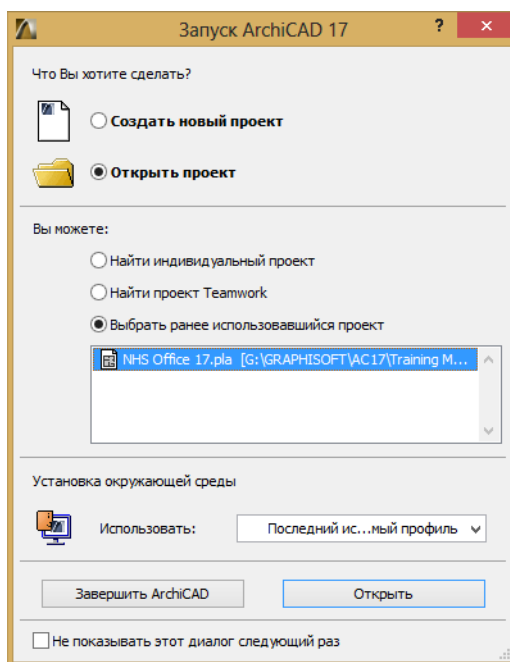 Запуск ArchiCAD 17
?
Что Вы хотите сделать?
Создать новый проект
Открыть проект
Вы можете:
Найти индивидуальный проект
Найти проект Teamwork
Выбрать ранее использовавшийся проект
NHS Office 17.pla [G:\GRAPHISOFT\AC17\Training M...
Установка окружающей среды
Использовать: Последний ис...мый профиль
Завершить ArchiCAD Открыть
Не показывать этот диалог следующий раз